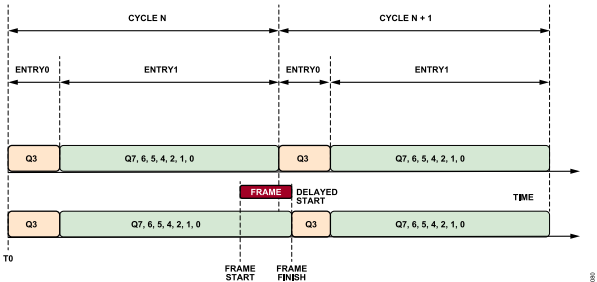 CYCLE N
CYCLE N + 1
ENTRY0
ENTRY1
ENTRY0
ENTRY1
Q3
Q7, 6, 5, 4, 2, 1, 0
Q3
Q7, 6, 5, 4, 2, 1, 0
FRAME
DELAYED
START
TIME
Q3
Q7, 6, 5, 4, 2, 1, 0
Q3
Q7, 6, 5, 4, 2, 1, 0
T0
FRAME
START
FRAME
FINISH
080